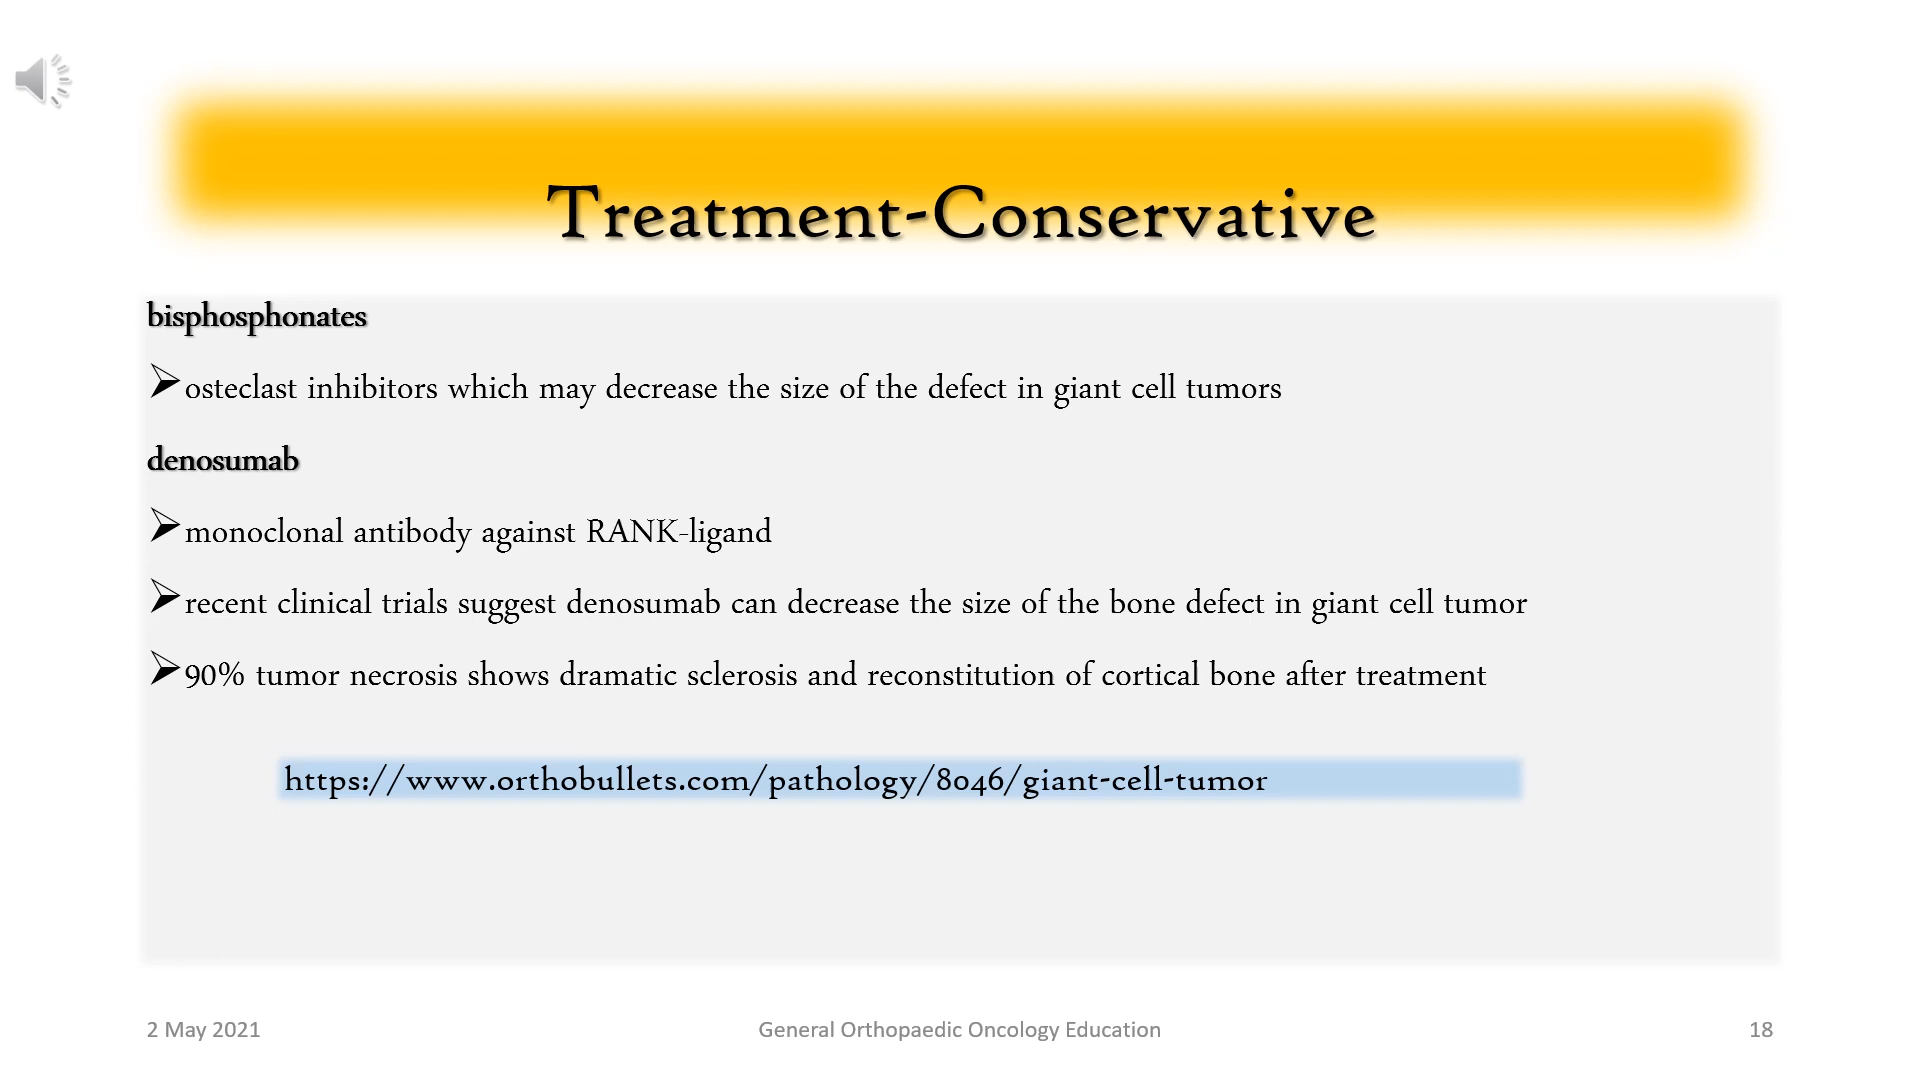 Treatment-Conservative
bisphosphonates
➢osteclast inhibitors which may decrease the size of the defect in giant cell tumors
denosumab
➢monoclonal antibody against RANK-ligand
➢recent clinical trials suggest denosumab can decrease the size of the bone defect in giant cell tumor
➢90% tumor necrosis shows dramatic sclerosis and reconstitution of cortical bone after treatment
https://www.orthobullets.com/pathology/8046/giant-cell-tumor
2 May 2021
General Orthopaedic Oncology Education
18